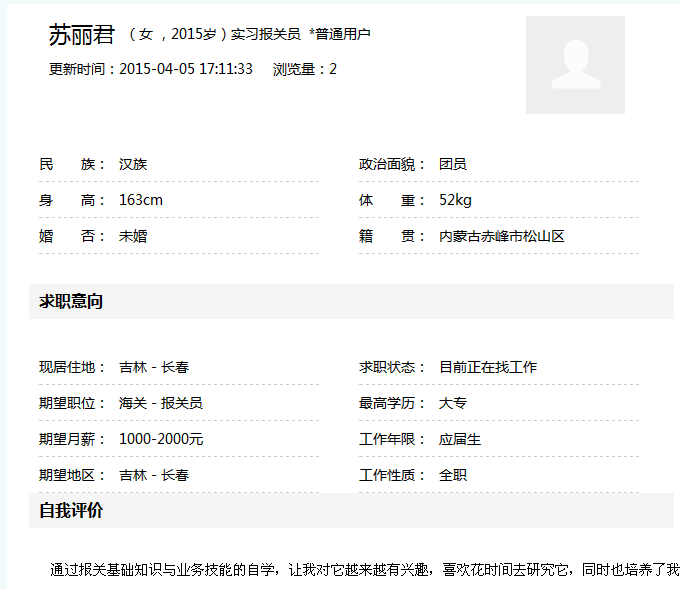 苏丽君 （ 女 ，2015岁 ）实习报关员 *普通用户
更新时间：2015-04-05 17:11:33 浏览量：2
民 族： 汉族 政治面貌： 团员
身 高： 163cm 体 重： 52kg
婚 否： 未婚 籍 贯： 内蒙古赤峰市松山区
求职意向
现居住地： 吉林 - 长春 求职状态： 目前正在找工作
期望职位： 海关 - 报关员 最高学历： 大专
期望月薪： 1000-2000元 工作年限： 应届生
期望地区： 吉林 - 长春 工作性质： 全职
自我评价
通过报关基础知识与业务技能的自学，让我对它越来越有兴趣，喜欢花时间去研究它，同时也培养了我